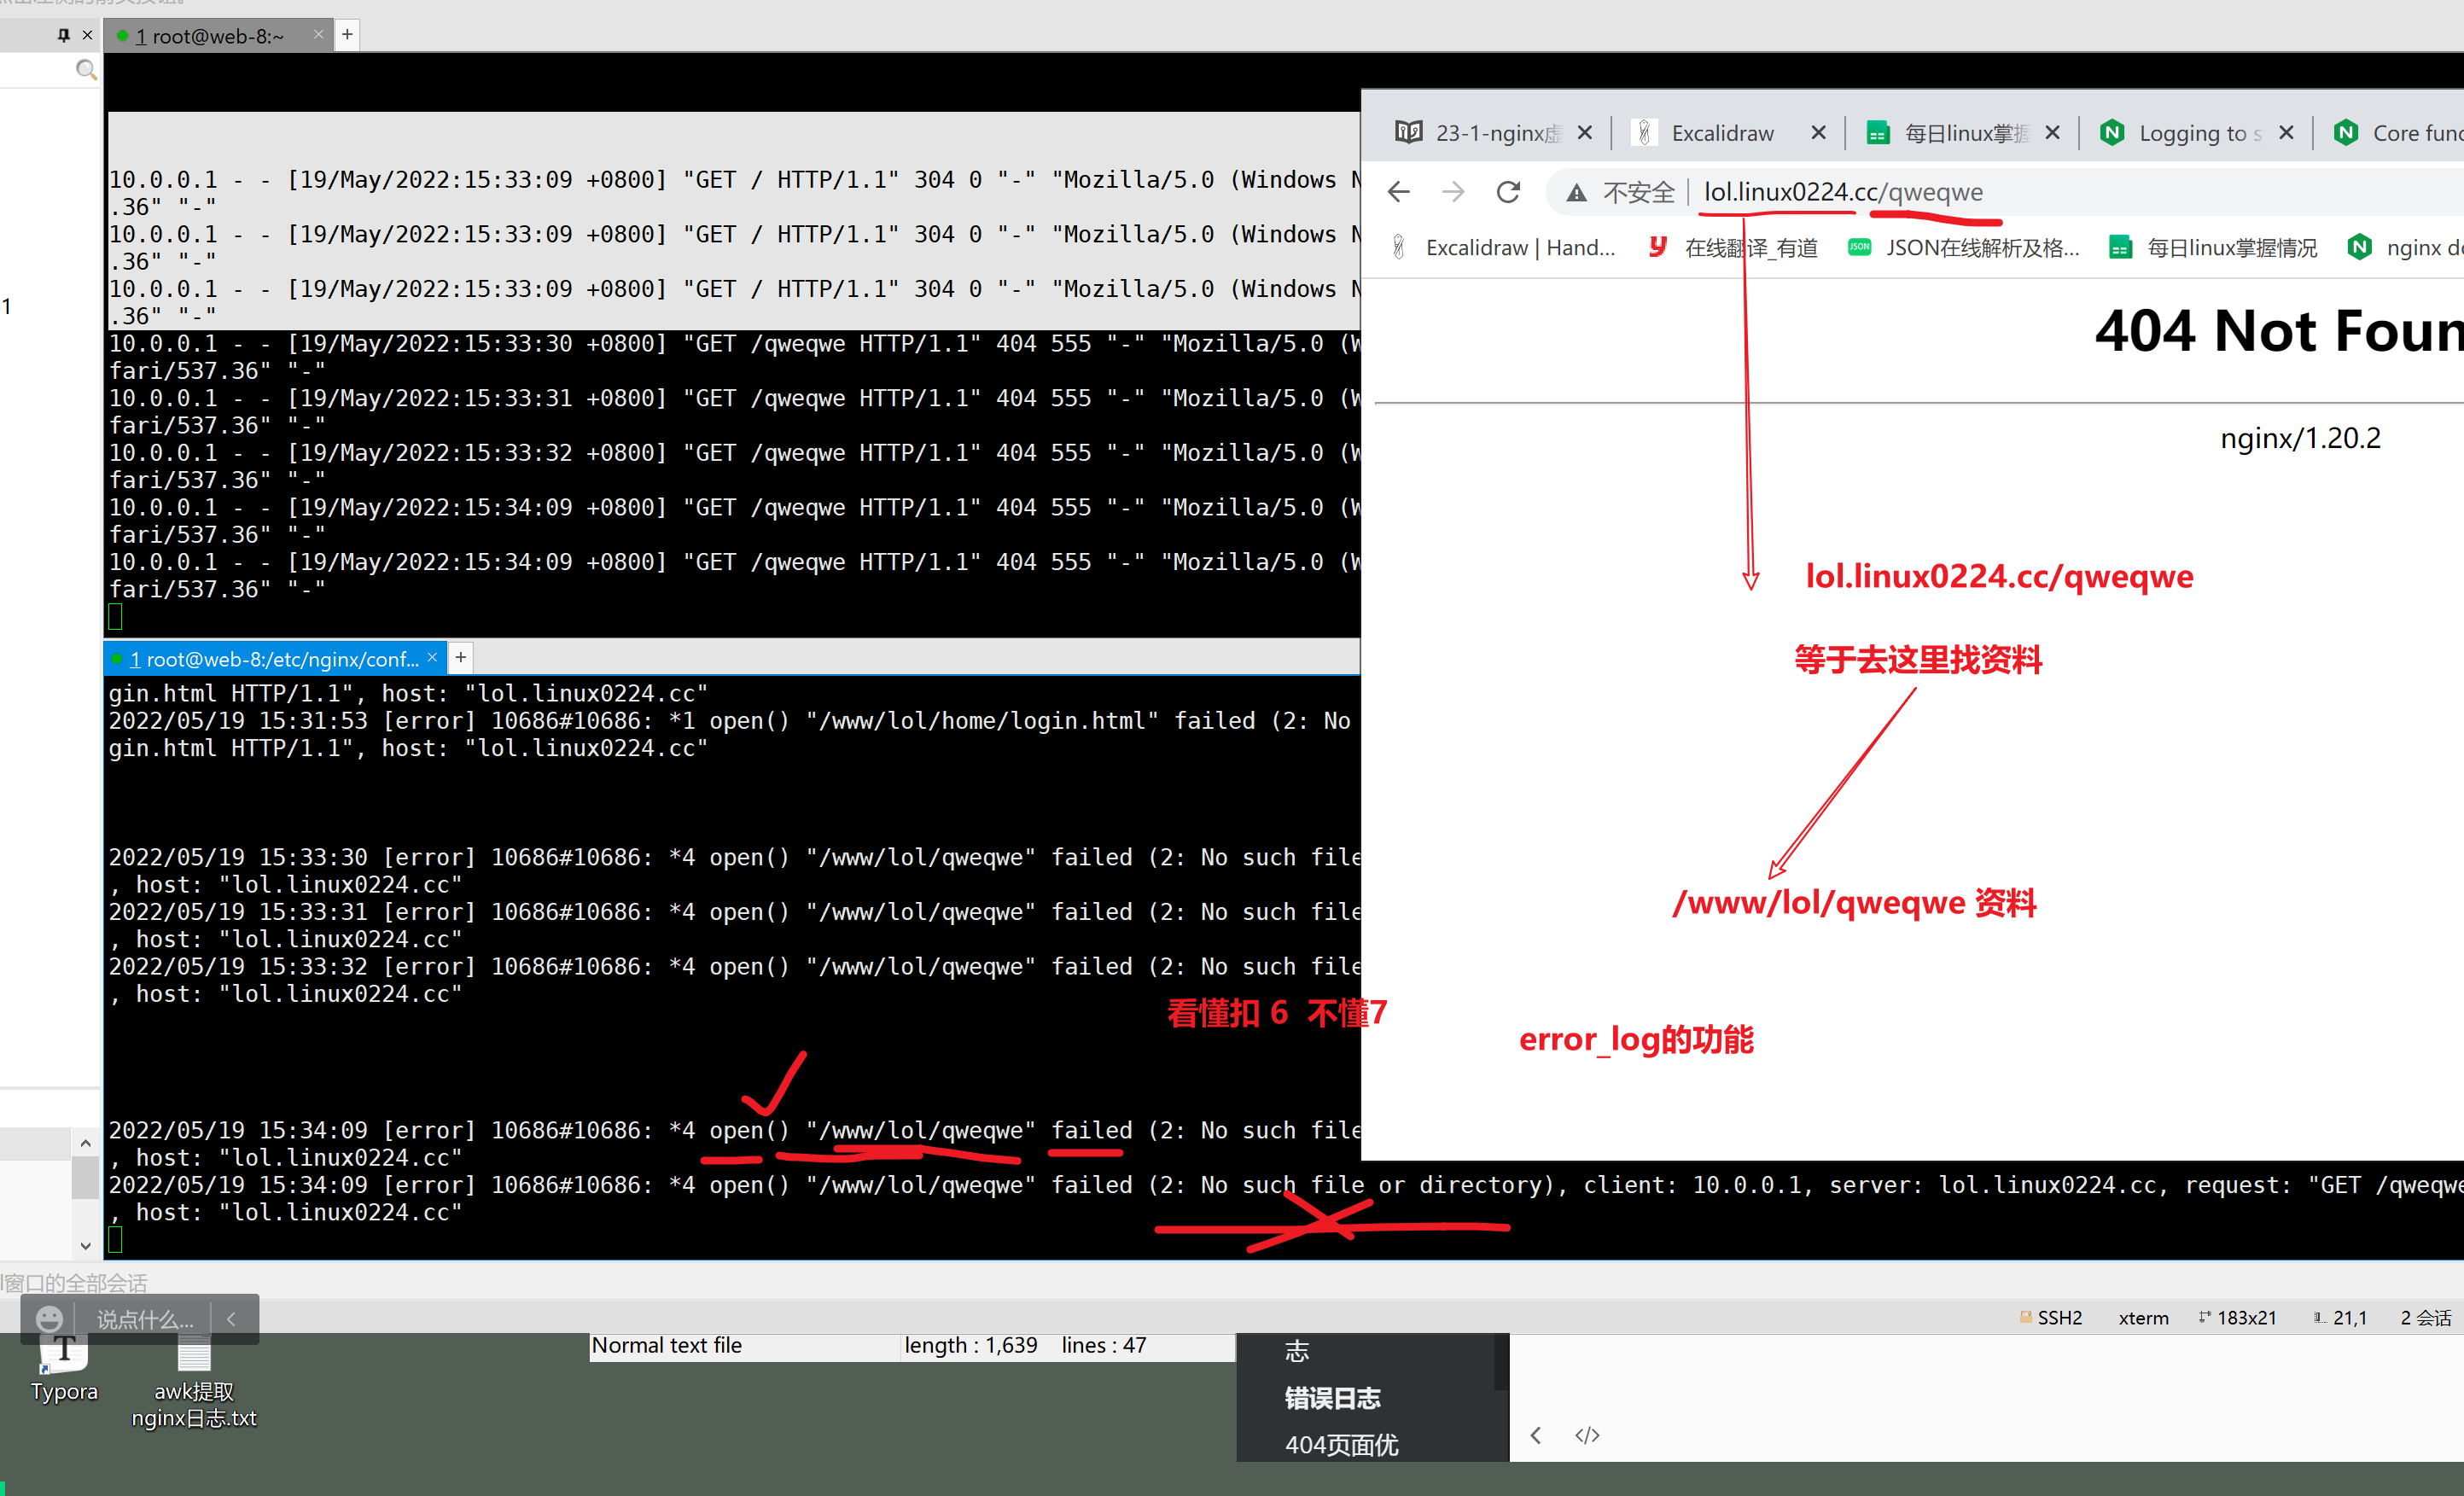 1 root@web-8:~
10.0.0.1 - - [19/May/2022:15:33:09 +0800] "GET / HTTP/1.1" 304 0 "-" "Mozilla/5.0 (Windows N
.36" "-"
10.0.0.1 - - [19/May/2022:15:33:09 +0800] "GET / HTTP/1.1" 304 0 "-" "Mozilla/5.0 (Windows N
.36" "-"
10.0.0.1 - - [19/May/2022:15:33:09 +0800] "GET / HTTP/1.1" 304 0 "-" "Mozilla/5.0 (Windows N
.36" "-"
10.0.0.1 - - [19/May/2022:15:33:30 +0800] "GET /qweqwe HTTP/1.1" 404 555 "-" "Mozilla/5.0 (W
fari/537.36" "-"
10.0.0.1 - - [19/May/2022:15:33:31 +0800] "GET /qweqwe HTTP/1.1" 404 555 "-" "Mozilla/5.0 (W
fari/537.36" "-"
10.0.0.1 - - [19/May/2022:15:33:32 +0800] "GET /qweqwe HTTP/1.1" 404 555 "-" "Mozilla/5.0 (W
fari/537.36" "-"
10.0.0.1 - - [19/May/2022:15:34:09 +0800] "GET /qweqwe HTTP/1.1" 404 555 "-" "Mozilla/5.0 (W
fari/537.36" "-"
10.0.0.1 - - [19/May/2022:15:34:09 +0800] "GET /qweqwe HTTP/1.1" 404 555 "-" "Mozilla/5.0 (W
fari/537.36" "-"
1
1 root@web-8:/etc/nginx/conf...
gin.html HTTP/1.1", host: "lol.linux0224.cc"
2022/05/19 15:31:53 [error] 10686#10686: *1 open() "/www/lol/home/login.html" failed (2: No
gin.html HTTP/1.1", host: "lol.linux0224.cc"
2022/05/19 15:33:30 [error] 10686#10686: *4 open() "/www/lol/qweqwe" failed (2: No such file
, host: "lol.linux0224.cc"
2022/05/19 15:33:31 [error] 10686#10686: *4 open() "/www/lol/qweqwe" failed (2: No such file
, host: "lol.linux0224.cc"
2022/05/19 15:33:32 [error] 10686#10686: *4 open() "/www/lol/qweqwe" failed (2: No such file
, host: "lol.linux0224.cc"
看懂扣 6 不懂7
2022/05/19 15:34:09 [error] 10686#10686: *4 open() "/www/lol/qweqwe" failed (2: No such file
, host: "lol.linux0224.cc"
2022/05/19 15:34:09 [error] 10686#10686: *4 open() "/www/lol/qweqwe" failed (2: No such file or directory), client: 10.0.0.1, server: lol.linux0224.cc, request: "GET /qweqwe
, host: "lol.linux0224.cc"
23-1-nginx虚 Excalidraw 每日linux掌握 Logging to s Core func
不安全 lol.linux0224.cc/qweqwe
Excalidraw | Hand... 在线翻译_有道 JSON JSON在线解析及格... 每日linux掌握情况 nginx do
404 Not Foun
nginx/1.20.2
lol.linux0224.cc/qweqwe
等于去这里找资料
/www/lol/qweqwe 资料
error_log的功能
窗口的全部会话
说点什么...
SSH2 xterm 183x21 21,1 2 会话
Normal text file length : 1,639 lines : 47
志
错误日志
404页面优
Typora
awk提取
nginx日志.txt